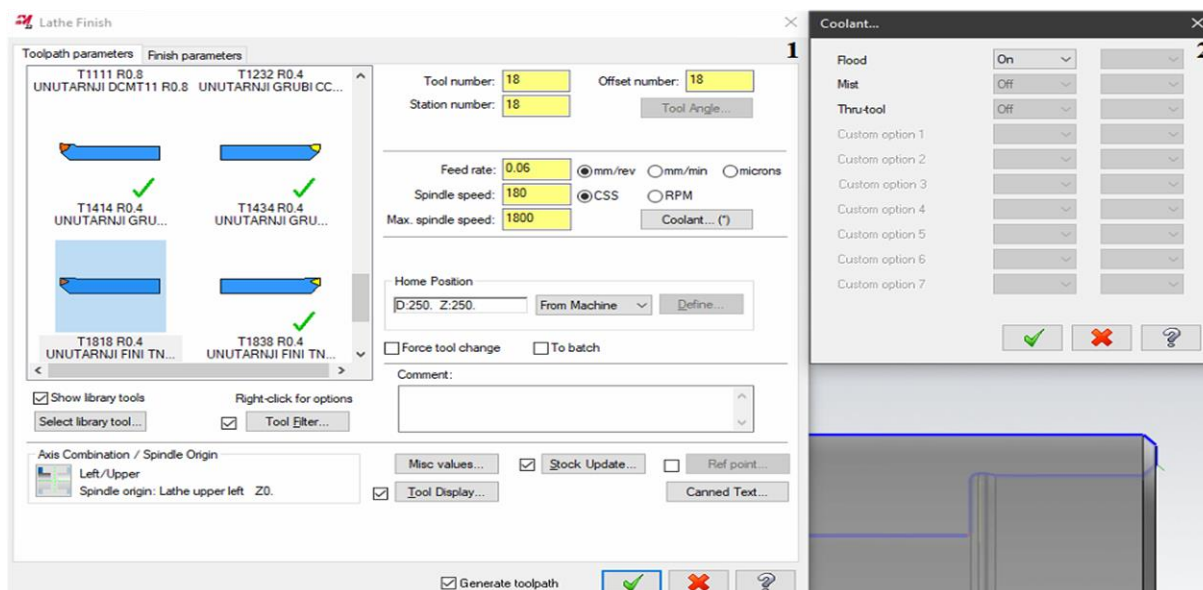 Lathe Finish
Toolpath parameters Finish parameters
1
T1111 R0.8 T1232 R0.4
UNUTARNJI DCMT11 R0.8 UNUTARNJI GRUBI CC...
T1414 R0.4 T1434 R0.4
UNUTARNJI GRU... UNUTARNJI GRU...
T1818 R0.4 T1838 R0.4
UNUTARNJI FINI TN... UNUTARNJI FINI TN...
Show library tools Right-click for options
Select library tool... Tool Filter...
Axis Combination / Spindle Origin
Left/Upper
Spindle origin: Lathe upper left Z0.
Tool number: 18 Offset number: 18
Station number: 18 Tool Angle...
Feed rate: 0.06 mm/rev mm/min microns
Spindle speed: 180 CSS RPM
Max. spindle speed: 1800 Coolant... (*)
Home Position
D:250. Z:250. From Machine Define...
Force tool change To batch
Comment:
Misc values... Stock Update... Ref point...
Tool Display... Canned Text...
Generate toolpath
Coolant...
2
Flood On
Mist Off
Thru-tool Off
Custom option 1
Custom option 2
Custom option 3
Custom option 4
Custom option 5
Custom option 6
Custom option 7